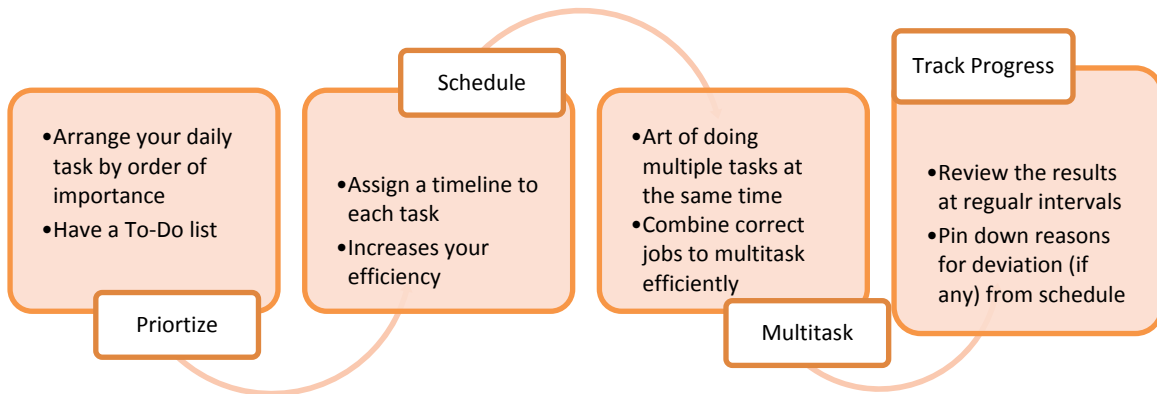 •Arrange your daily
task by order of
importance
•Have a To-Do list
Priortize
Schedule
•Assign a timeline to
each task
•Increases your
efficiency
•Art of doing
multiple tasks at
the same time
•Combine correct
jobs to multitask
efficiently
Multitask
Track Progress
•Review the results
at regualr intervals
•Pin down reasons
for deviation (if
any) from schedule